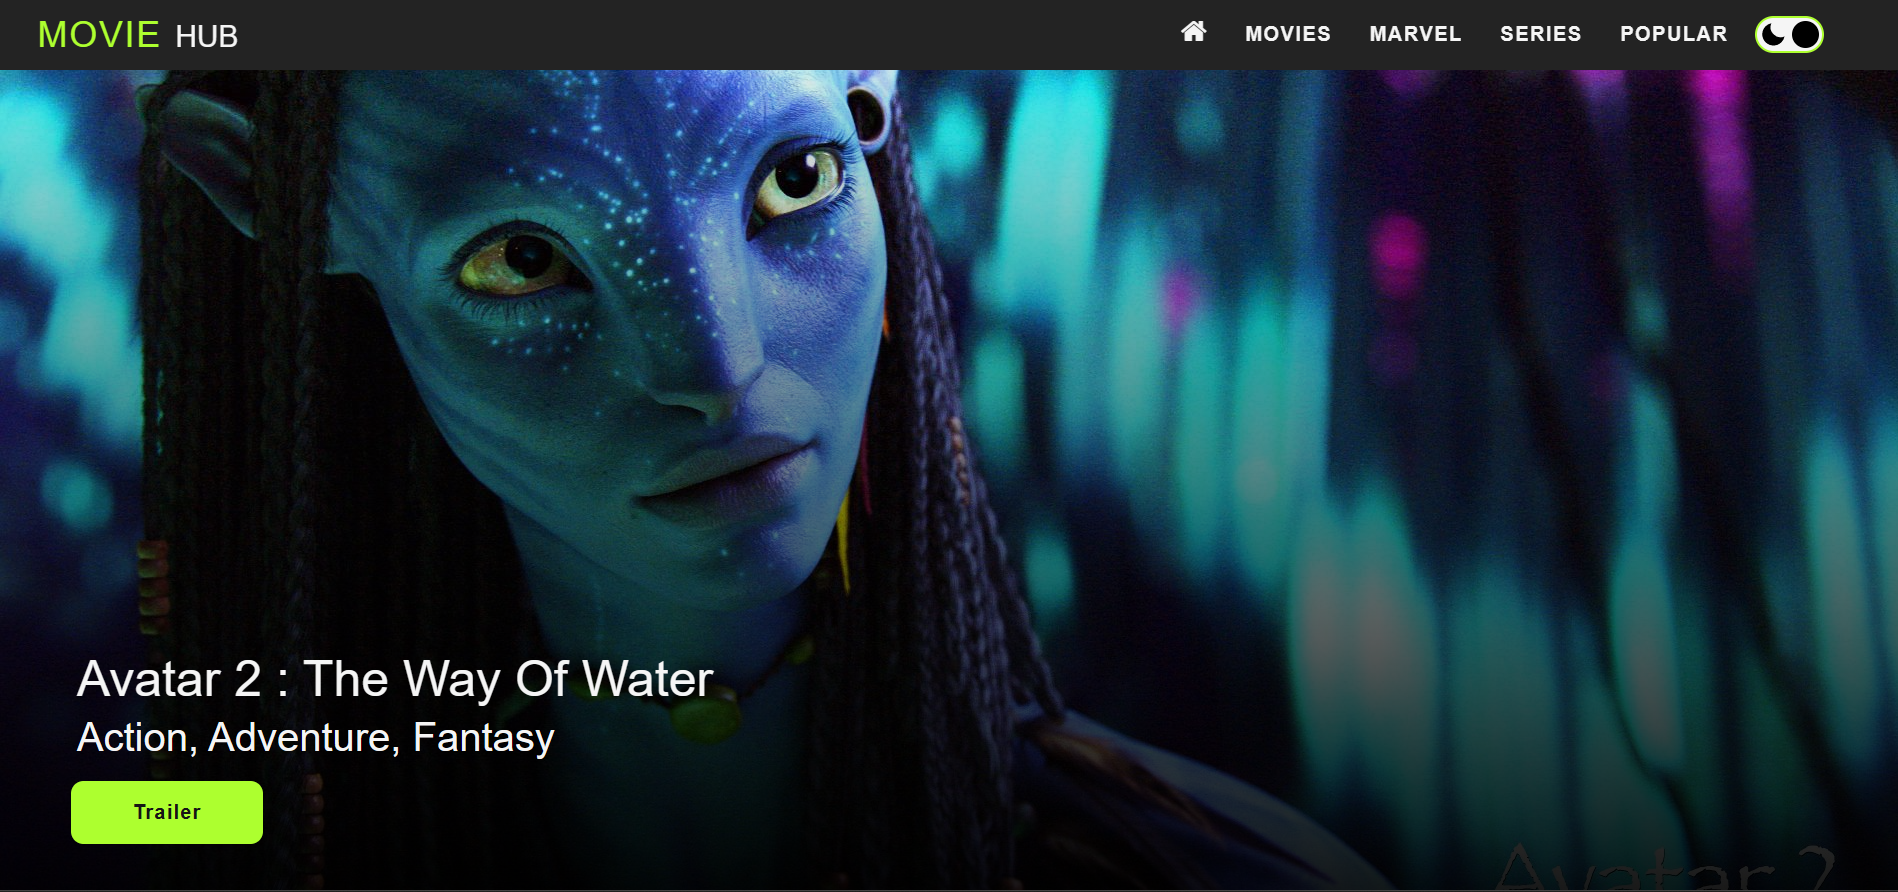 MOVIE HUB
MOVIES MARVEL SERIES POPULAR
Avatar 2 : The Way Of Water
Action, Adventure, Fantasy
Trailer
Avatar 2